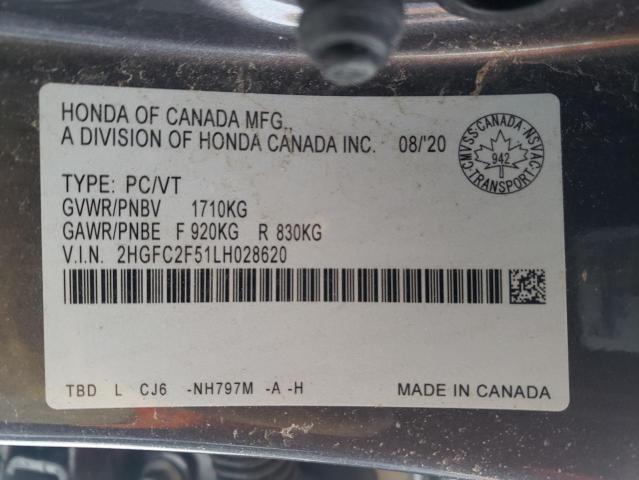 HONDA OF CANADA MFG.,
A DIVISION OF HONDA CANADA INC. 08/'20
CMVSS·CANADA·NSVAC
942
TRANSPORT
TYPE: PC/VT
GVWR/PNBV 1710KG
GAWR/PNBE F 920KG R 830KG
V.I.N. 2HGFC2F51LH028620
TBD L CJ6 -NH797M -A -H MADE IN CANADA